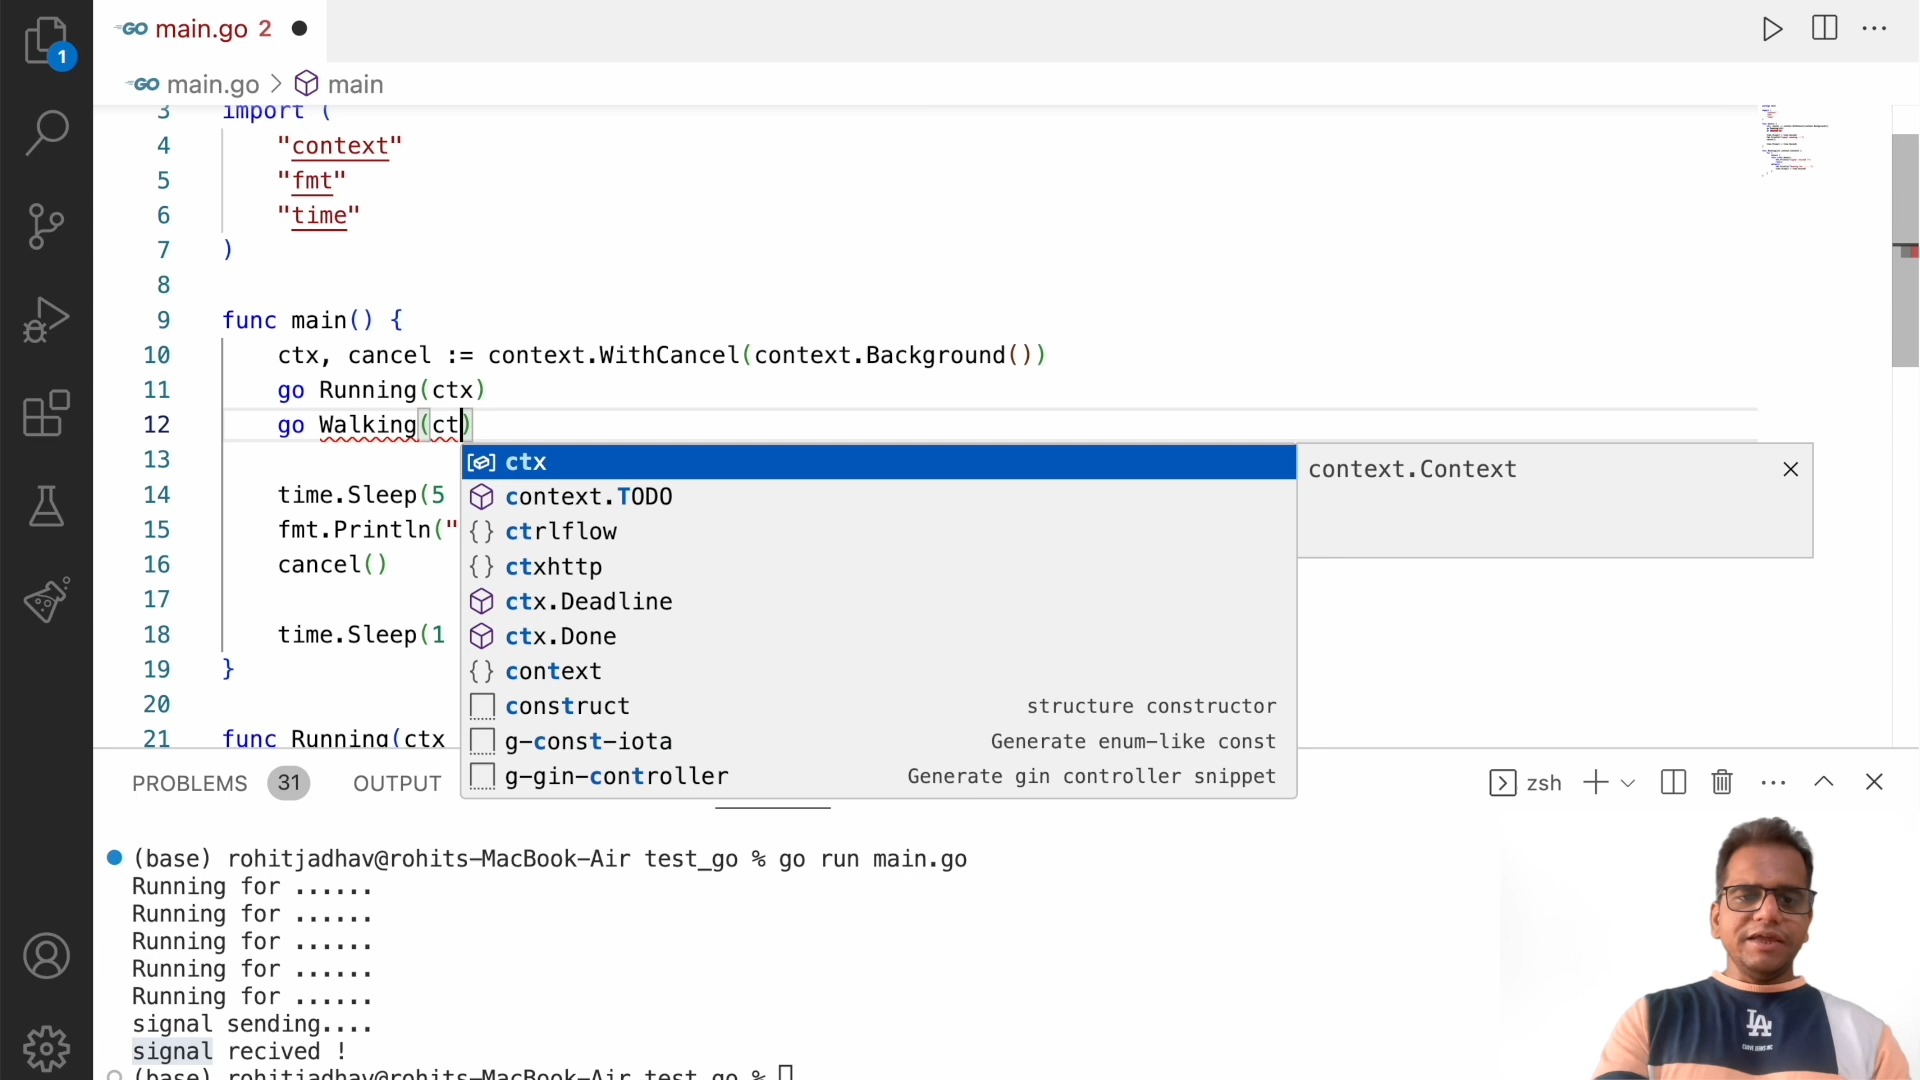 GO main.go 2
1
GO main.go > main
3 import (
4 "context"
5 "fmt"
6 "time"
7 )
8
9 func main() {
10 ctx, cancel := context.WithCancel(context.Background())
11 go Running(ctx)
12 go Walking(ct)
13
14 time.Sleep(5
15 fmt.Println("
16 cancel()
17
18 time.Sleep(1
19 }
20
21 func Running(ctx
ctx
context.TODO
ctrlflow
ctxhttp
ctx.Deadline
ctx.Done
context
construct structure constructor
g-const-iota Generate enum-like const
g-gin-controller Generate gin controller snippet
context.Context
PROBLEMS 31 OUTPUT
zsh
(base) rohitjadhav@rohits-MacBook-Air test_go % go run main.go
Running for ......
Running for ......
Running for ......
Running for ......
Running for ......
signal sending....
signal recived !
(base) rohitjadhav@rohits-MacBook-Air test_go %
LA